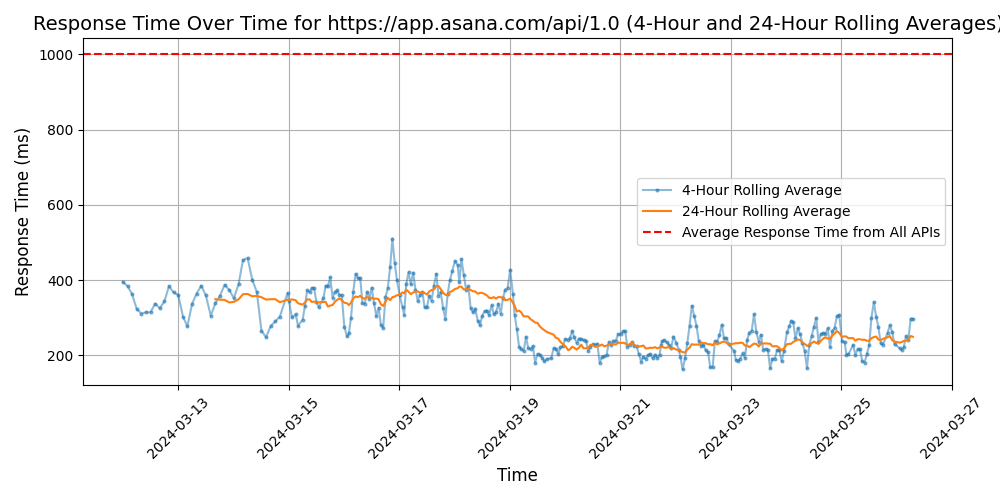 Response Time Over Time for https://app.asana.com/api/1.0 (4-Hour and 24-Hour Rolling Averages)
Response Time (ms)
1000
800
600
400
200
4-Hour Rolling Average
24-Hour Rolling Average
Average Response Time from All APIs
2024-03-13
2024-03-15
2024-03-17
2024-03-19
2024-03-21
2024-03-23
2024-03-25
2024-03-27
Time